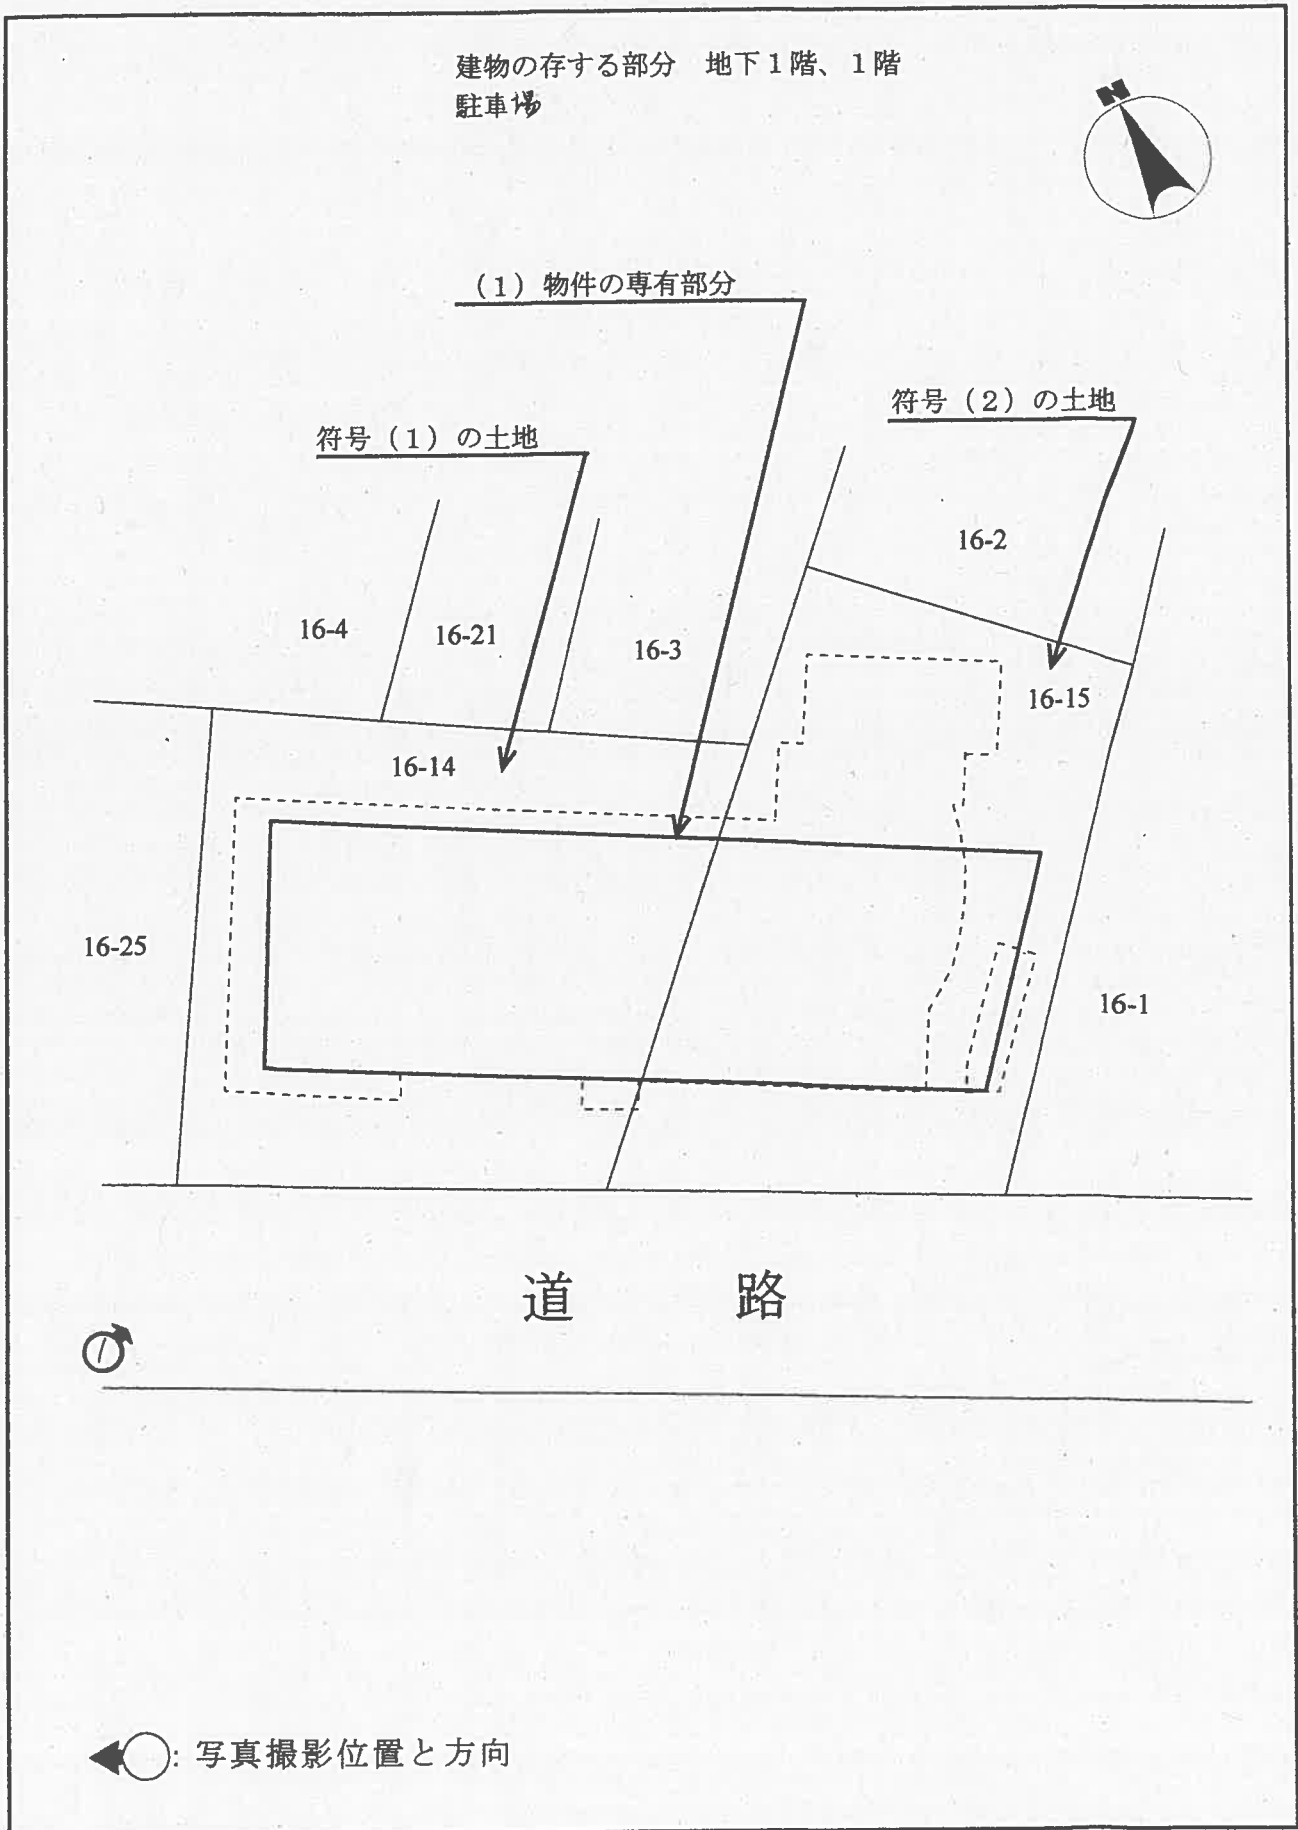 建物の存する部分 地下1階、1階
駐車場
N
(1)物件の専有部分
符号(2)の土地
符号(1)の土地
16-2
16-4
16-21
16-3
16-15
16-14
16-25
16-1
道路
1
:写真撮影位置と方向